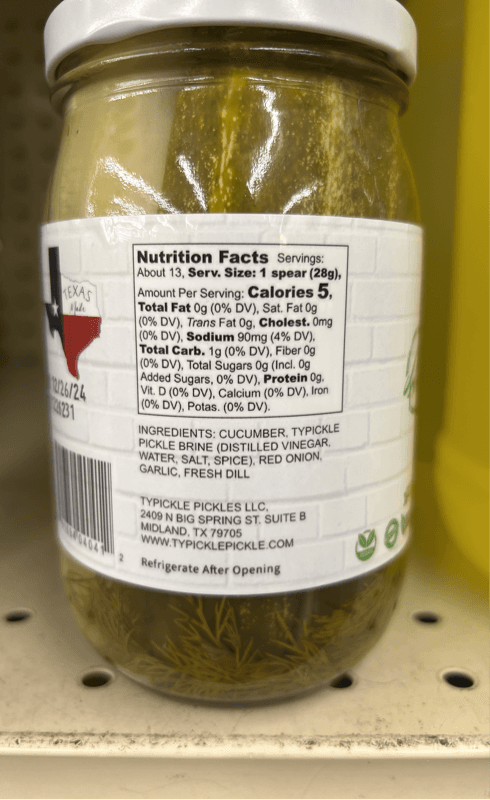 TEXAS
Made
Nutrition Facts Servings:
About 13, Serv. Size: 1 spear (28g),
Amount Per Serving: Calories 5,
Total Fat 0g (0% DV), Sat. Fat 0g
(0% DV), Trans Fat 0g, Cholest. 0mg
(0% DV), Sodium 90mg (4% DV),
Total Carb. 1g (0% DV), Fiber 0g
(0% DV), Total Sugars 0g (Incl. 0g
Added Sugars, 0% DV), Protein 0g,
Vit. D (0% DV), Calcium (0% DV), Iron
(0% DV), Potas. (0% DV).
INGREDIENTS: CUCUMBER, TYPICKLE
PICKLE BRINE (DISTILLED VINEGAR,
WATER, SALT, SPICE), RED ONION,
GARLIC, FRESH DILL
TYPICKLE PICKLES LLC,
2409 N BIG SPRING ST. SUITE B
MIDLAND, TX 79705
WWW.TYPICKLEPICKLE.COM
2
Refrigerate After Opening